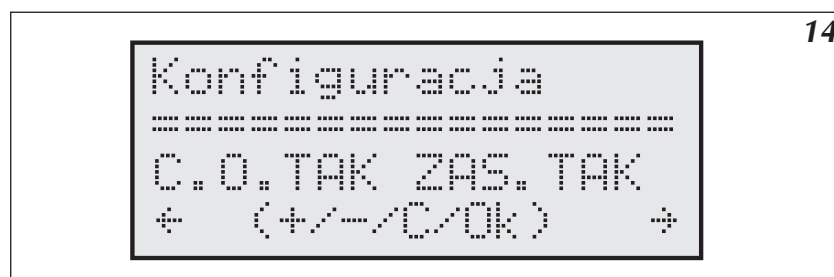 14
Konfiguracja
================
C.O.TAK ZAS.TAK
← (+/-/C/Ok) →